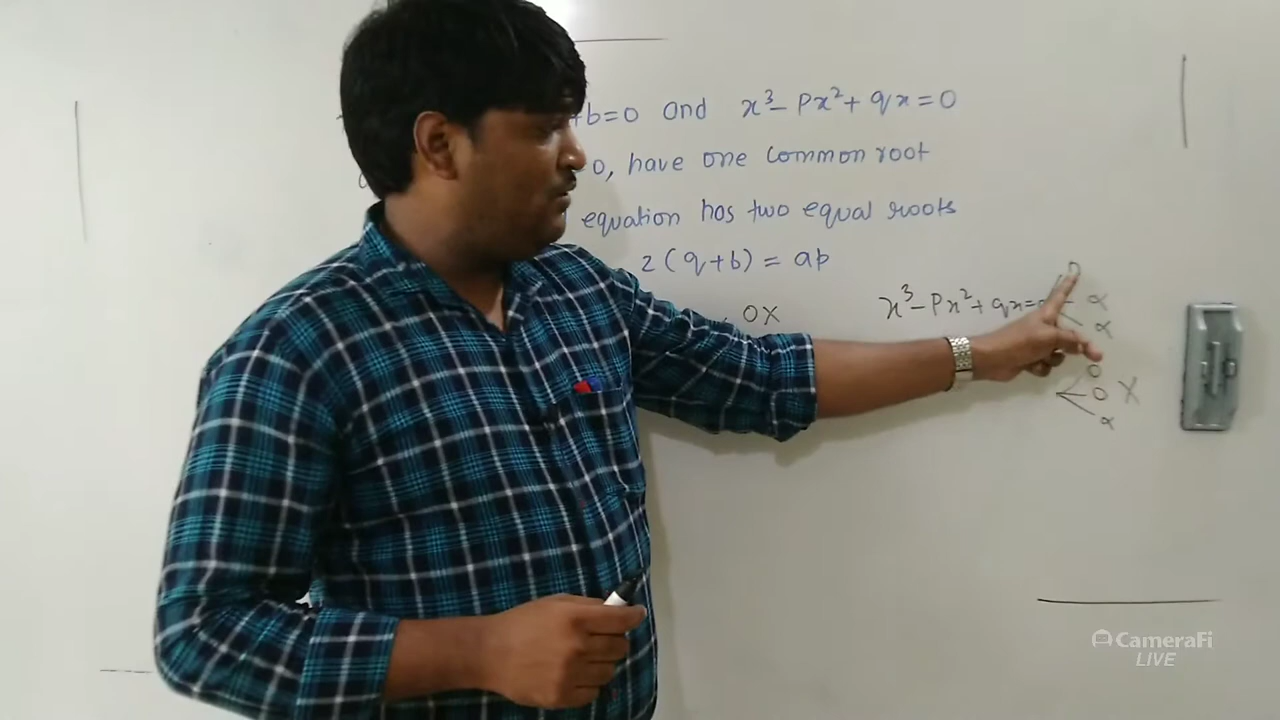 +b=0 and x³-Px²+qx=0
0, have one common root
equation has two equal roots
2(q+b) = ap
0X
x³-Px²+qx=
0
α
α
0
0 X
α
CameraFi
LIVE